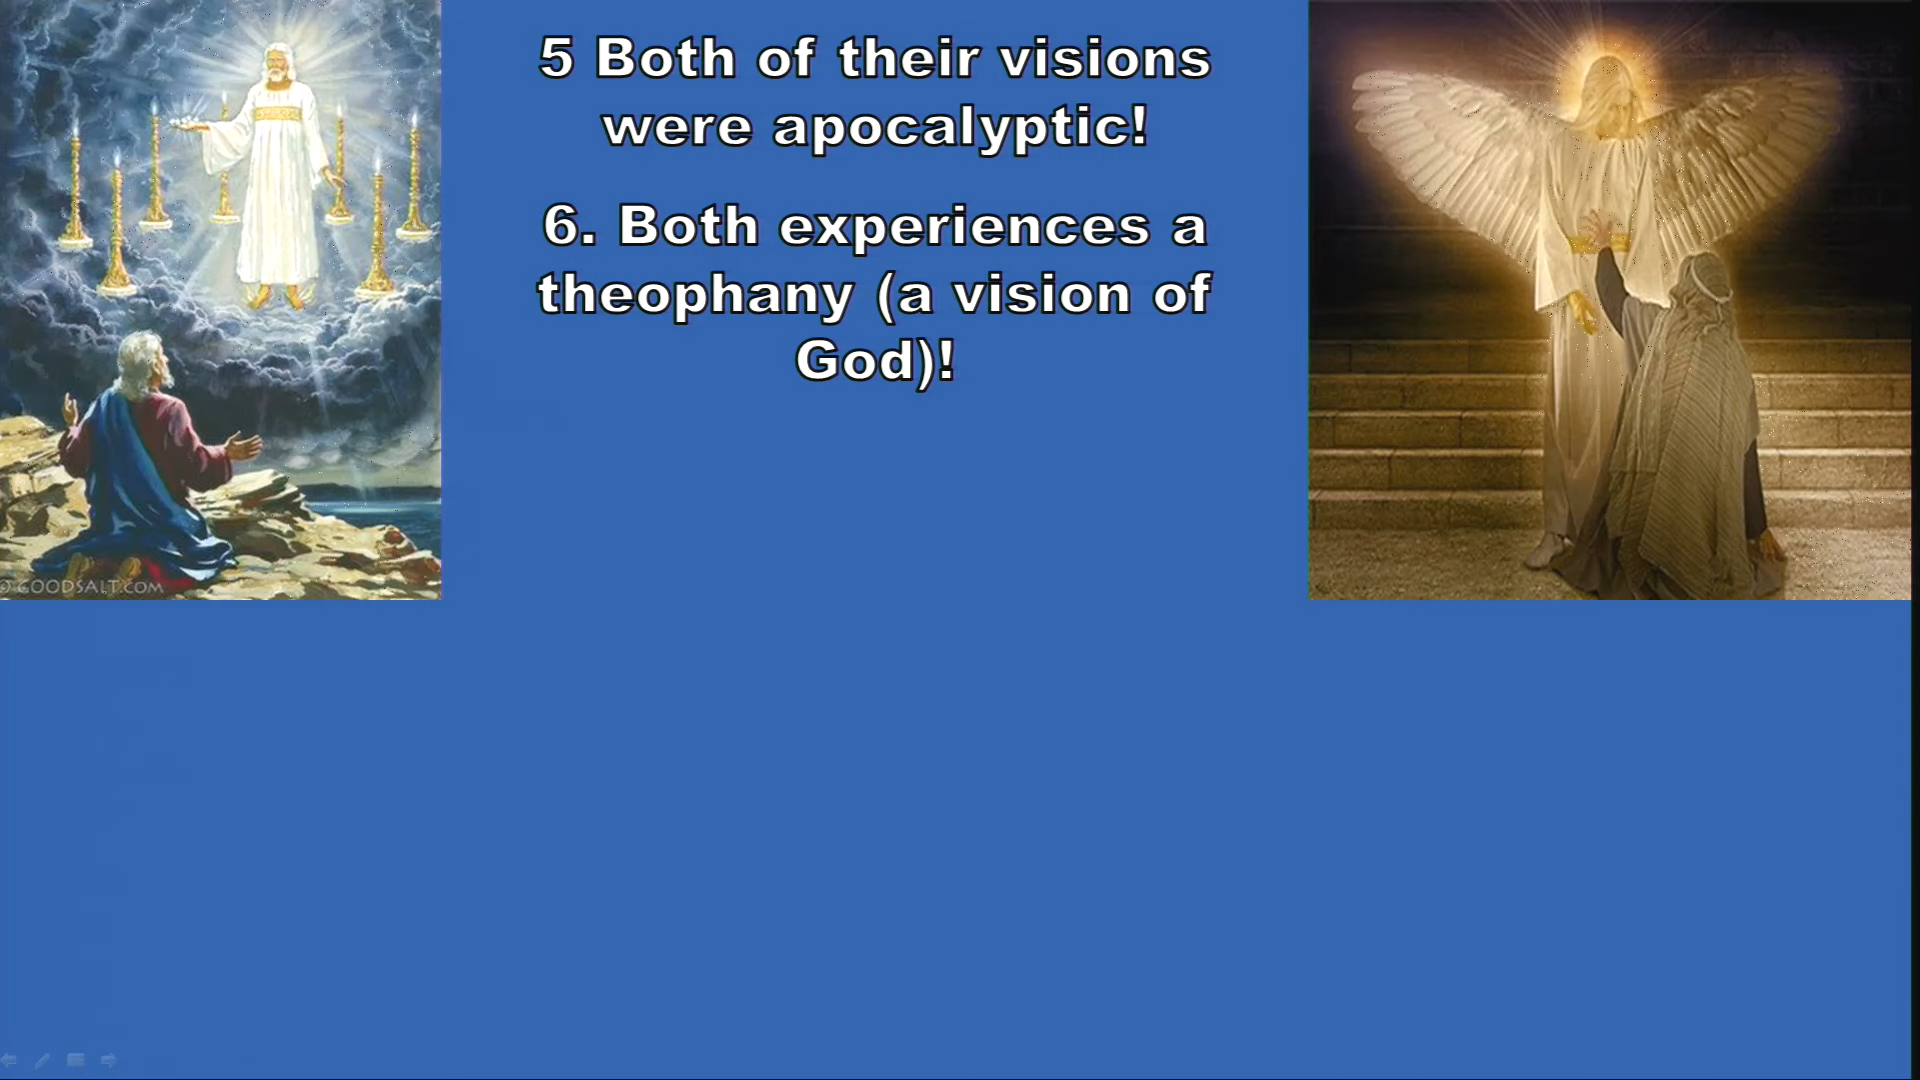 5 Both of their visions
were apocalyptic!
6. Both experiences a
theophany (a vision of
God)!
© GOODSALT.COM